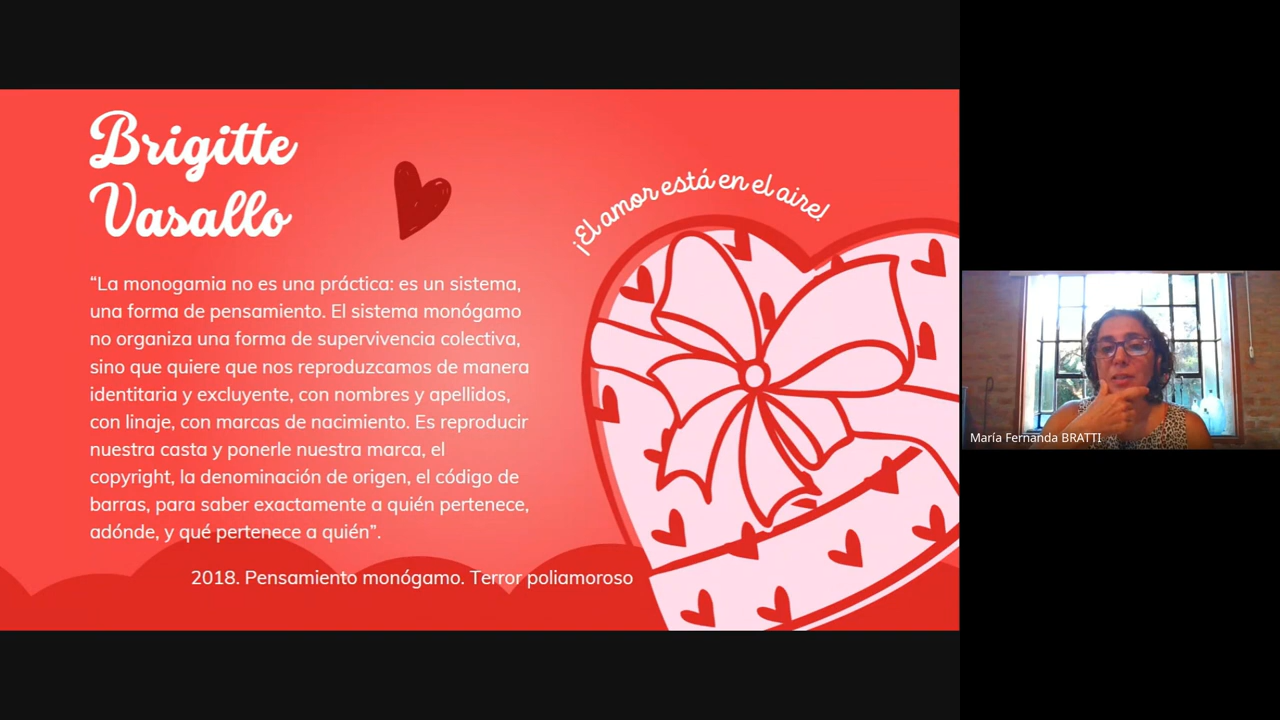 Brigitte
Vasallo
¡El amor está en el aire!
“La monogamia no es una práctica: es un sistema,
una forma de pensamiento. El sistema monógamo
no organiza una forma de supervivencia colectiva,
sino que quiere que nos reproduzcamos de manera
identitaria y excluyente, con nombres y apellidos,
con linaje, con marcas de nacimiento. Es reproducir
nuestra casta y ponerle nuestra marca, el
copyright, la denominación de origen, el código de
barras, para saber exactamente a quién pertenece,
adónde, y qué pertenece a quién”.
2018. Pensamiento monógamo. Terror poliamoroso
María Fernanda BRATTI